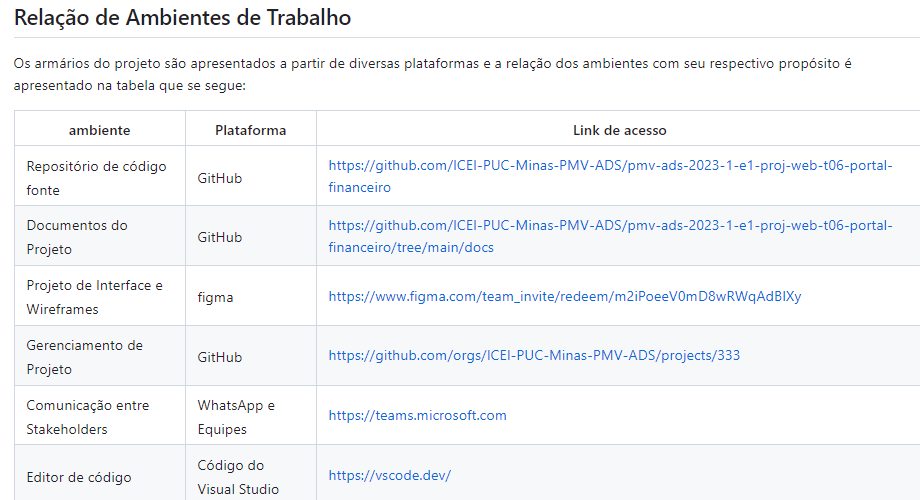 Relação de Ambientes de Trabalho
Os armários do projeto são apresentados a partir de diversas plataformas e a relação dos ambientes com seu respectivo propósito é
apresentado na tabela que se segue:
ambiente Plataforma Link de acesso
Repositório de código
fonte
GitHub
https://github.com/ICEI-PUC-Minas-PMV-ADS/pmv-ads-2023-1-e1-proj-web-t06-portal-
financeiro
Documentos do
Projeto
GitHub
https://github.com/ICEI-PUC-Minas-PMV-ADS/pmv-ads-2023-1-e1-proj-web-t06-portal-
financeiro/tree/main/docs
Projeto de Interface e
Wireframes
figma
https://www.figma.com/team_invite/redeem/m2iPoeeV0mD8wRWqAdBIXy
Gerenciamento de
Projeto
GitHub
https://github.com/orgs/ICEI-PUC-Minas-PMV-ADS/projects/333
Comunicação entre
Stakeholders
WhatsApp e
Equipes
https://teams.microsoft.com
Editor de código
Código do
Visual Studio
https://vscode.dev/